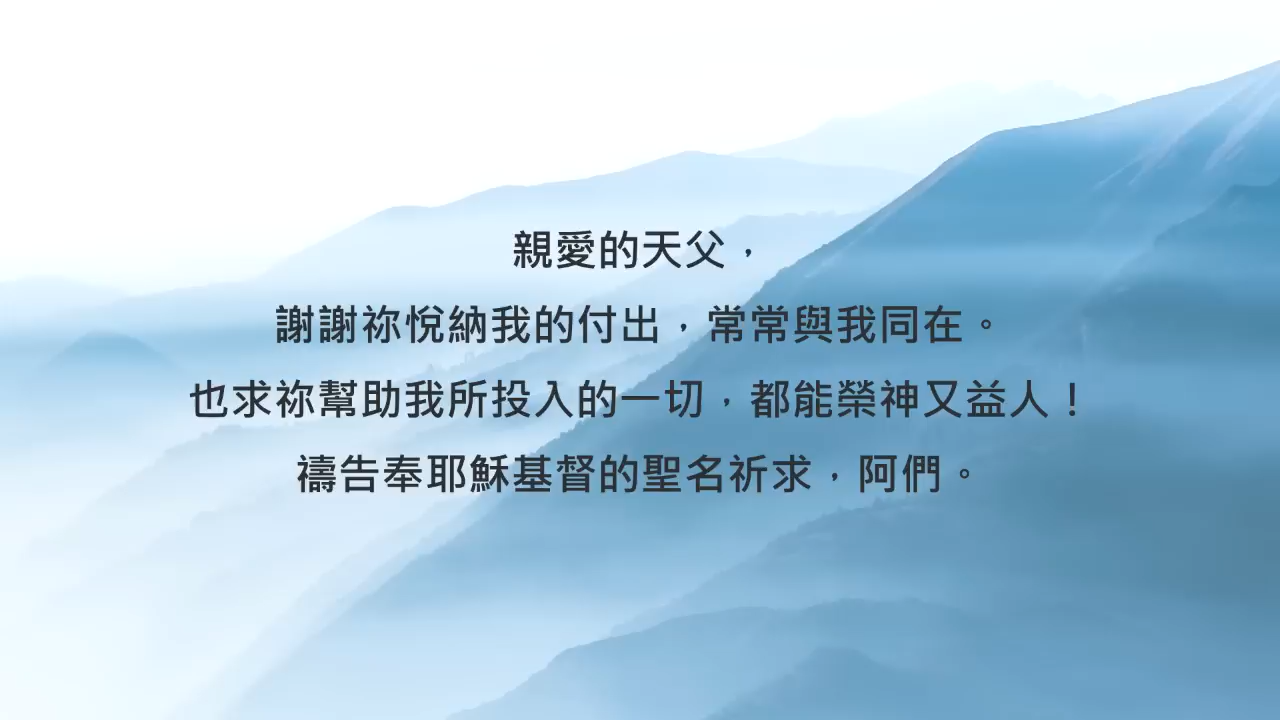 親愛的天父，
謝謝祢悅納我的付出，常常與我同在。
也求祢幫助我所投入的一切，都能榮神又益人！
禱告奉耶穌基督的聖名祈求，阿們。